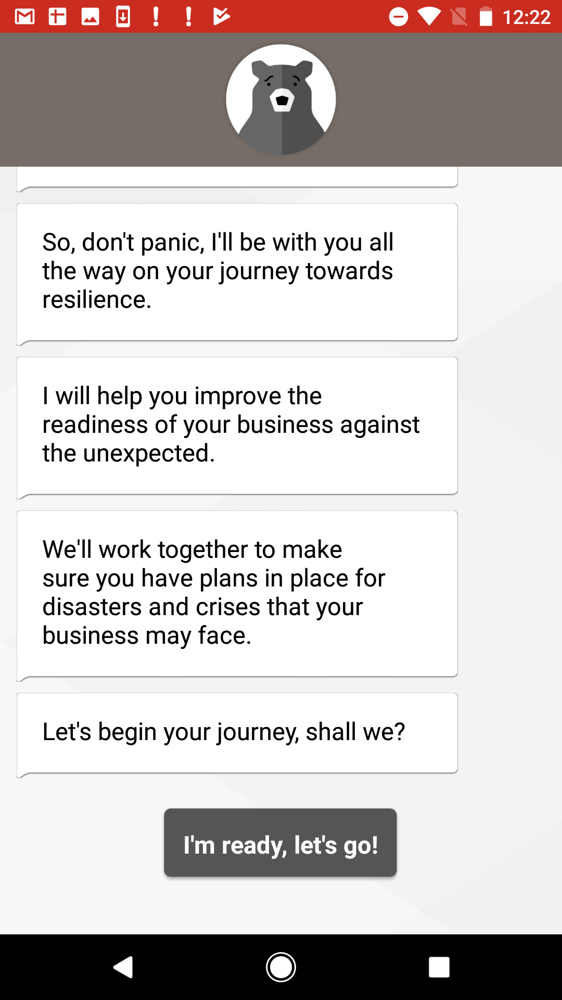 12:22
So, don't panic, I'll be with you all
the way on your journey towards
resilience.
I will help you improve the
readiness of your business against
the unexpected.
We'll work together to make
sure you have plans in place for
disasters and crises that your
business may face.
Let's begin your journey, shall we?
I'm ready, let's go!